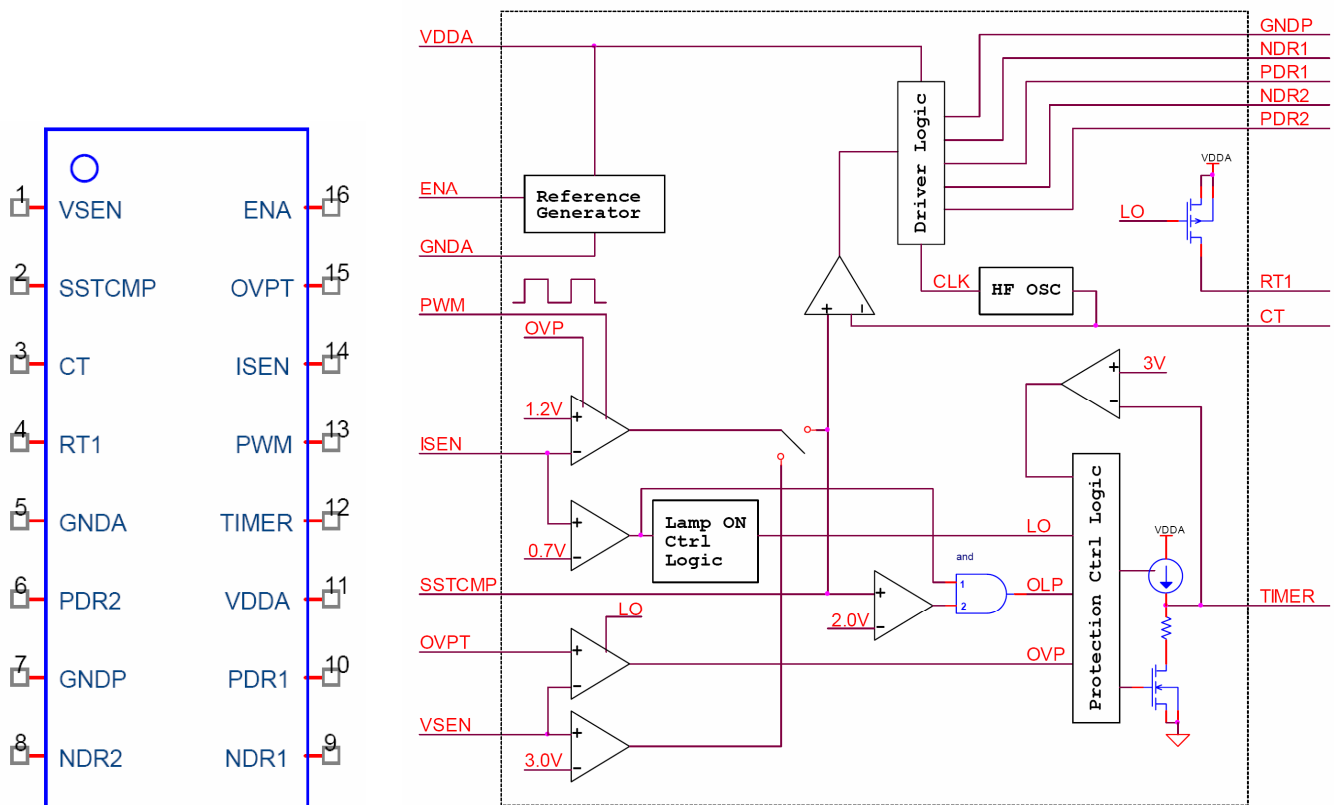 1 VSEN ENA 16
2 SSTCMP OVPT 15
3 CT ISEN 14
4 RT1 PWM 13
5 GNDA TIMER 12
6 PDR2 VDDA 11
7 GNDP PDR1 10
8 NDR2 NDR1 9
VDDA
ENA
GNDA
Reference
Generator
PWM
OVP
1.2V
+
-
ISEN
+
-
0.7V
Lamp ON
Ctrl
Logic
SSTCMP
LO
OVPT
+
-
VSEN
+
-
3.0V
Driver Logic
CLK
HF OSC
+
-
+
-
2.0V
and
1
2
LO
OLP
OVP
+
-
3V
Protection Ctrl Logic
VDDA
GNDP
NDR1
PDR1
NDR2
PDR2
VDDA
LO
RT1
CT
TIMER